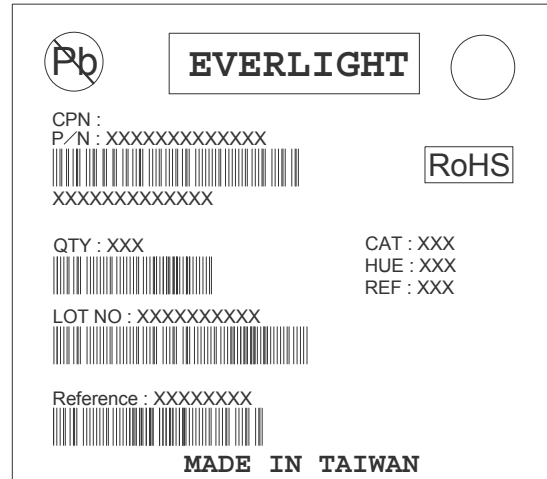 Pb
EVERLIGHT
CPN :
P/N : XXXXXXXXXXXXX
RoHS
XXXXXXXXXXXXX
QTY : XXX
CAT : XXX
HUE : XXX
REF : XXX
LOT NO : XXXXXXXXXX
Reference : XXXXXXXX
MADE IN TAIWAN